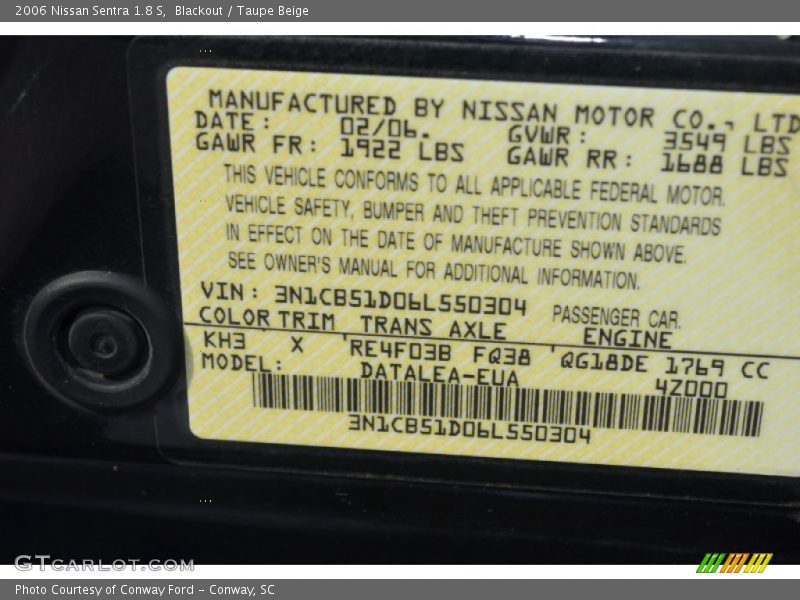 2006 Nissan Sentra 1.8 S,  Blackout / Taupe Beige
MANUFACTURED BY NISSAN MOTOR CO., LTD
DATE: 02/06. GVWR: 3549 LBS
GAWR FR: 1922 LBS GAWR RR: 1688 LBS
THIS VEHICLE CONFORMS TO ALL APPLICABLE FEDERAL MOTOR.
VEHICLE SAFETY, BUMPER AND THEFT PREVENTION STANDARDS
IN EFFECT ON THE DATE OF MANUFACTURE SHOWN ABOVE.
SEE OWNER'S MANUAL FOR ADDITIONAL INFORMATION.
VIN: 3N1CB51D06L550304 PASSENGER CAR.
COLOR TRIM TRANS AXLE ENGINE
KH3 X RE4F03B FQ38 QG18DE 1769 CC
MODEL: DATALEA-EUA 4Z000
3N1CB51D06L550304
GTCARLOT.COM
Photo Courtesy of Conway Ford - Conway, SC